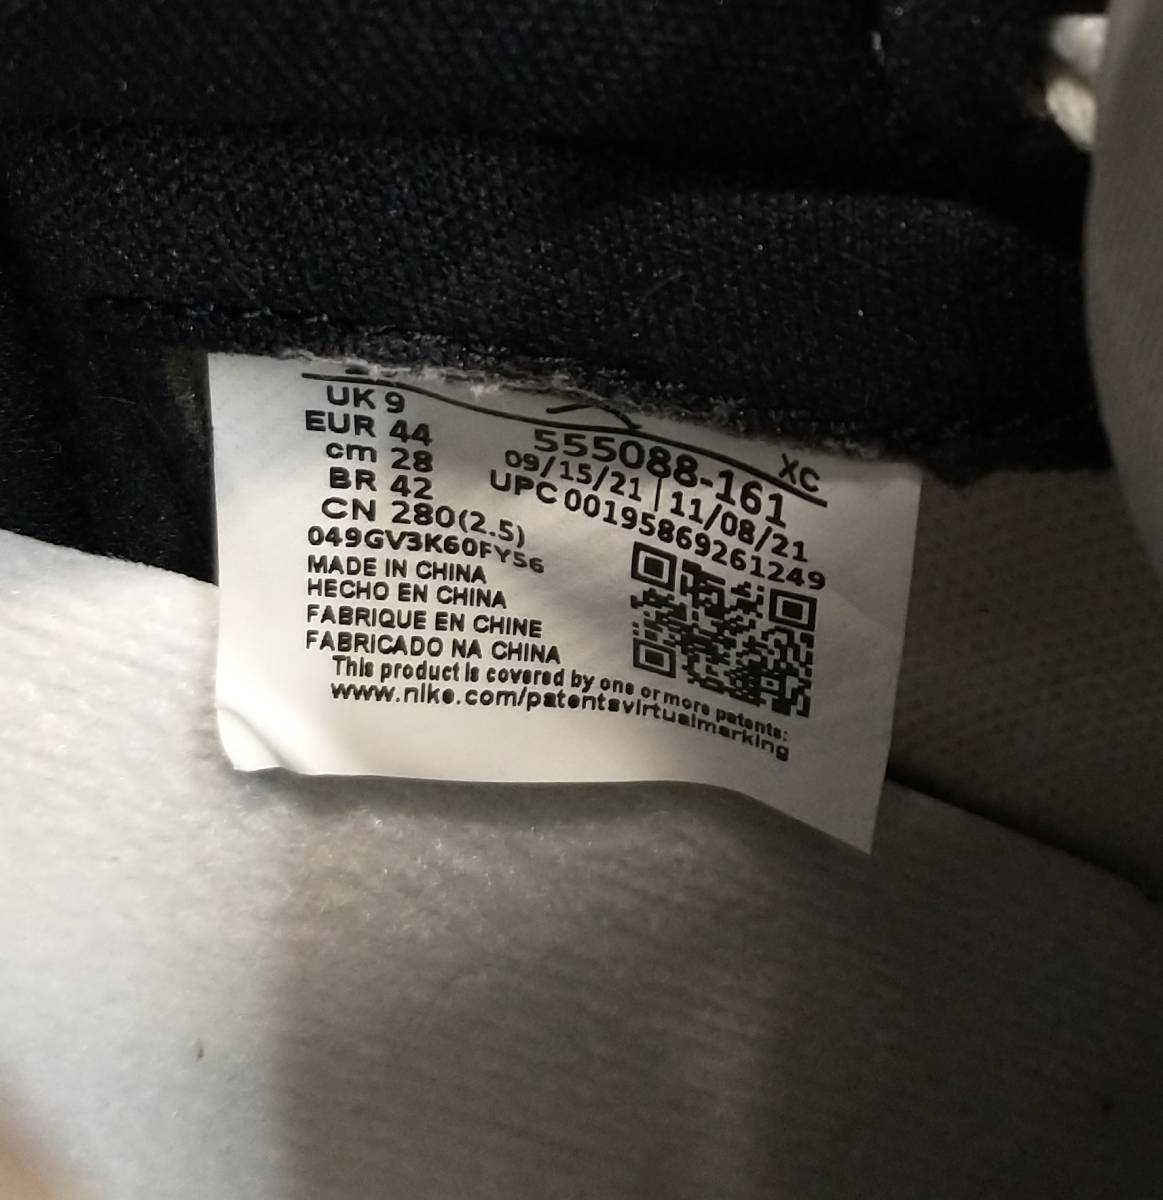 UK 9
EUR 44
cm 28
BR 42
CN 280(2.5)
049GV3K60FY56
MADE IN CHINA
HECHO EN CHINA
FABRIQUE EN CHINE
FABRICADO NA CHINA
XC
555088-161
09/15/21 | 11/08/21
UPC 00195869261249
This product is covered by one or more patents:
www.nike.com/patentsvirtualmarking